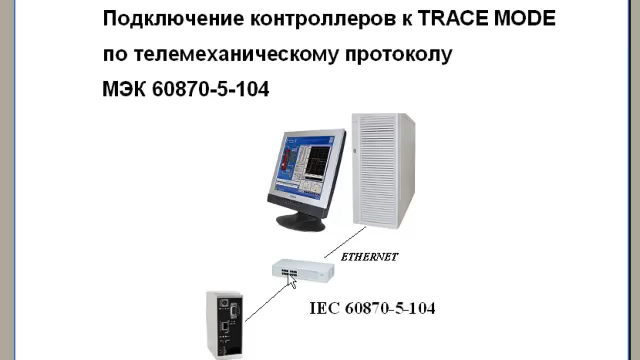 Подключение контроллеров к TRACE MODE
по телемеханическому протоколу
МЭК 60870-5-104
ETHERNET
IEC 60870-5-104